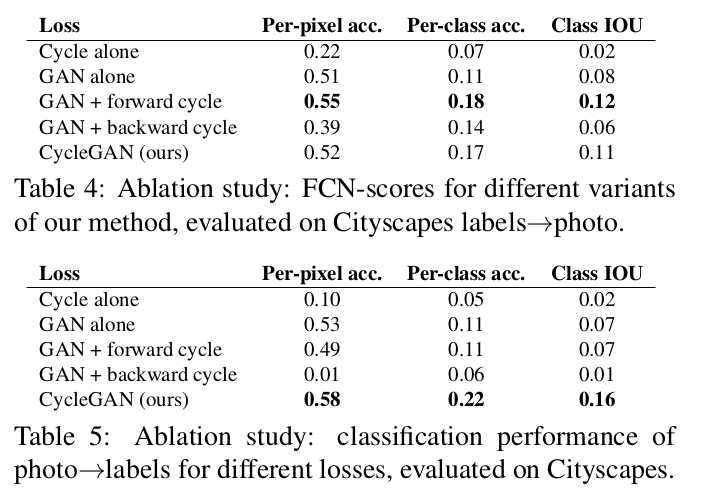 Loss Per-pixel acc. Per-class acc. Class IOU
Cycle alone 0.22 0.07 0.02
GAN alone 0.51 0.11 0.08
GAN + forward cycle 0.55 0.18 0.12
GAN + backward cycle 0.39 0.14 0.06
CycleGAN (ours) 0.52 0.17 0.11
Table 4: Ablation study: FCN-scores for different variants
of our method, evaluated on Cityscapes labels→photo.
Loss Per-pixel acc. Per-class acc. Class IOU
Cycle alone 0.10 0.05 0.02
GAN alone 0.53 0.11 0.07
GAN + forward cycle 0.49 0.11 0.07
GAN + backward cycle 0.01 0.06 0.01
CycleGAN (ours) 0.58 0.22 0.16
Table 5: Ablation study: classification performance of
photo→labels for different losses, evaluated on Cityscapes.